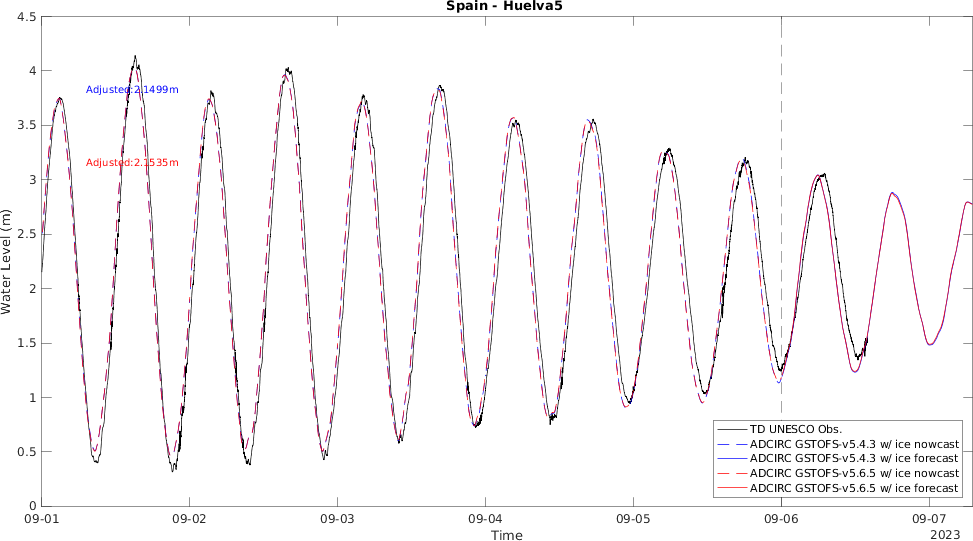 Spain - Huelva5
4.5
4
3.5
3
2.5
2
1.5
1
0.5
0
Water Level (m)
Adjusted:2.1499m
Adjusted:2.1535m
TD UNESCO Obs.
ADCIRC GSTOFS-v5.4.3 w/ ice nowcast
ADCIRC GSTOFS-v5.4.3 w/ ice forecast
ADCIRC GSTOFS-v5.6.5 w/ ice nowcast
ADCIRC GSTOFS-v5.6.5 w/ ice forecast
09-01 09-02 09-03 09-04 09-05 09-06 09-07
Time
2023